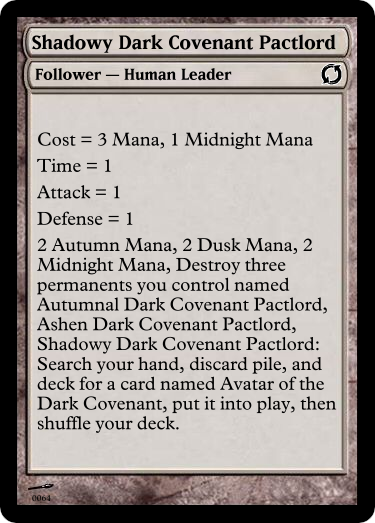 Shadowy Dark Covenant Pactlord
Follower — Human Leader
Cost = 3 Mana, 1 Midnight Mana
Time = 1
Attack = 1
Defense = 1
2 Autumn Mana, 2 Dusk Mana, 2
Midnight Mana, Destroy three
permanents you control named
Autumnal Dark Covenant Pactlord,
Ashen Dark Covenant Pactlord,
Shadowy Dark Covenant Pactlord:
Search your hand, discard pile, and
deck for a card named Avatar of the
Dark Covenant, put it into play, then
shuffle your deck.
0064